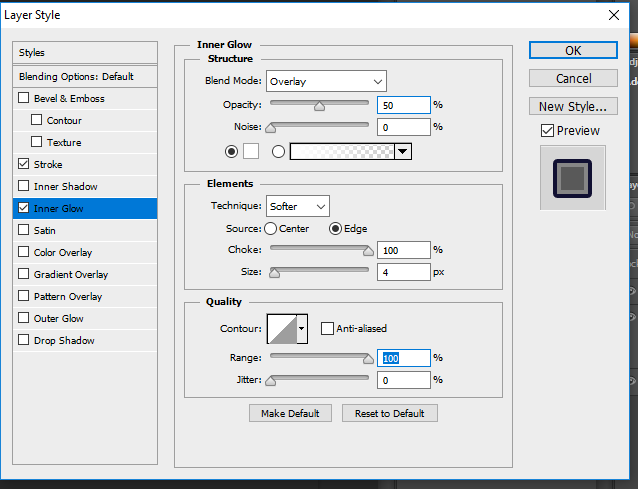 Layer Style
Styles
Blending Options: Default
Bevel & Emboss
Contour
Texture
Stroke
Inner Shadow
Inner Glow
Satin
Color Overlay
Gradient Overlay
Pattern Overlay
Outer Glow
Drop Shadow
Inner Glow
Structure
Blend Mode: Overlay
Opacity: 50 %
Noise: 0 %
Elements
Technique: Softer
Source: Center Edge
Choke: 100 %
Size: 4 px
Quality
Contour: Anti-aliased
Range: 100 %
Jitter: 0 %
Make Default Reset to Default
OK
Cancel
New Style...
Preview